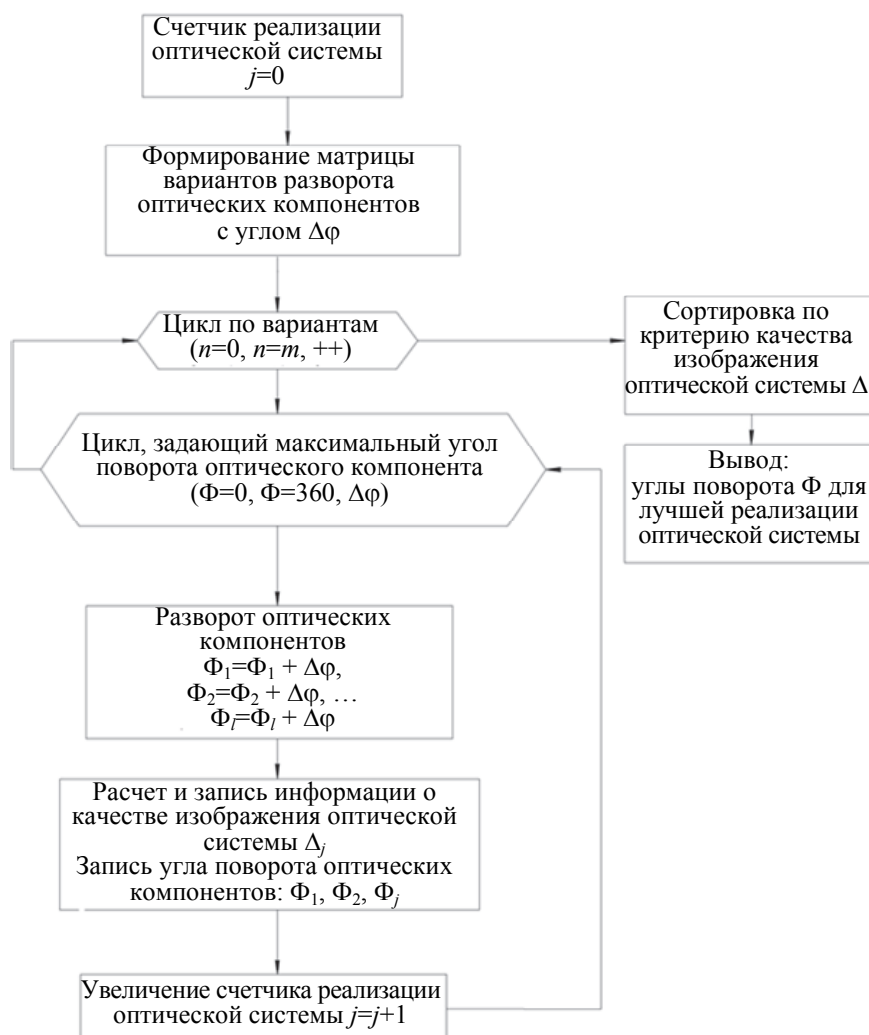 Счетчик реализации
оптической системы
j=0
Формирование матрицы
вариантов разворота
оптических компонентов
с углом Δφ
Цикл по вариантам
(n=0, n=m, ++)
Сортировка по
критерию качества
изображения
оптической системы Δ
Цикл, задающий максимальный угол
поворота оптического компонента
(Φ=0, Φ=360, Δφ)
Вывод:
углы поворота Φ для
лучшей реализации
оптической системы
Разворот оптических
компонентов
Φ₁=Φ₁ + Δφ,
Φ₂=Φ₂ + Δφ, …
Φₗ=Φₗ + Δφ
Расчет и запись информации о
качестве изображения оптической
системы Δⱼ
Запись угла поворота оптических
компонентов: Φ₁, Φ₂, Φⱼ
Увеличение счетчика реализации
оптической системы j=j+1